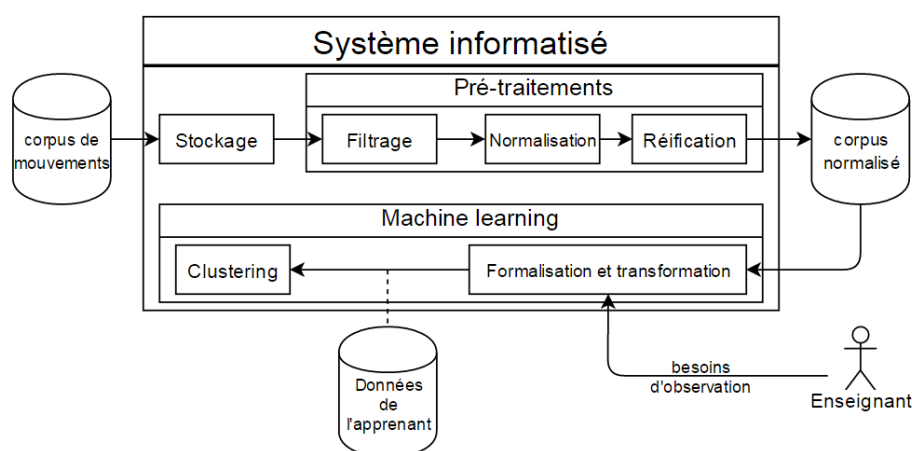 Système informatisé
Pré-traitements
corpus de
mouvements
Stockage
Filtrage
Normalisation
Réification
corpus
normalisé
Machine learning
Clustering
Formalisation et transformation
Données
de
l'apprenant
besoins
d'observation
Enseignant